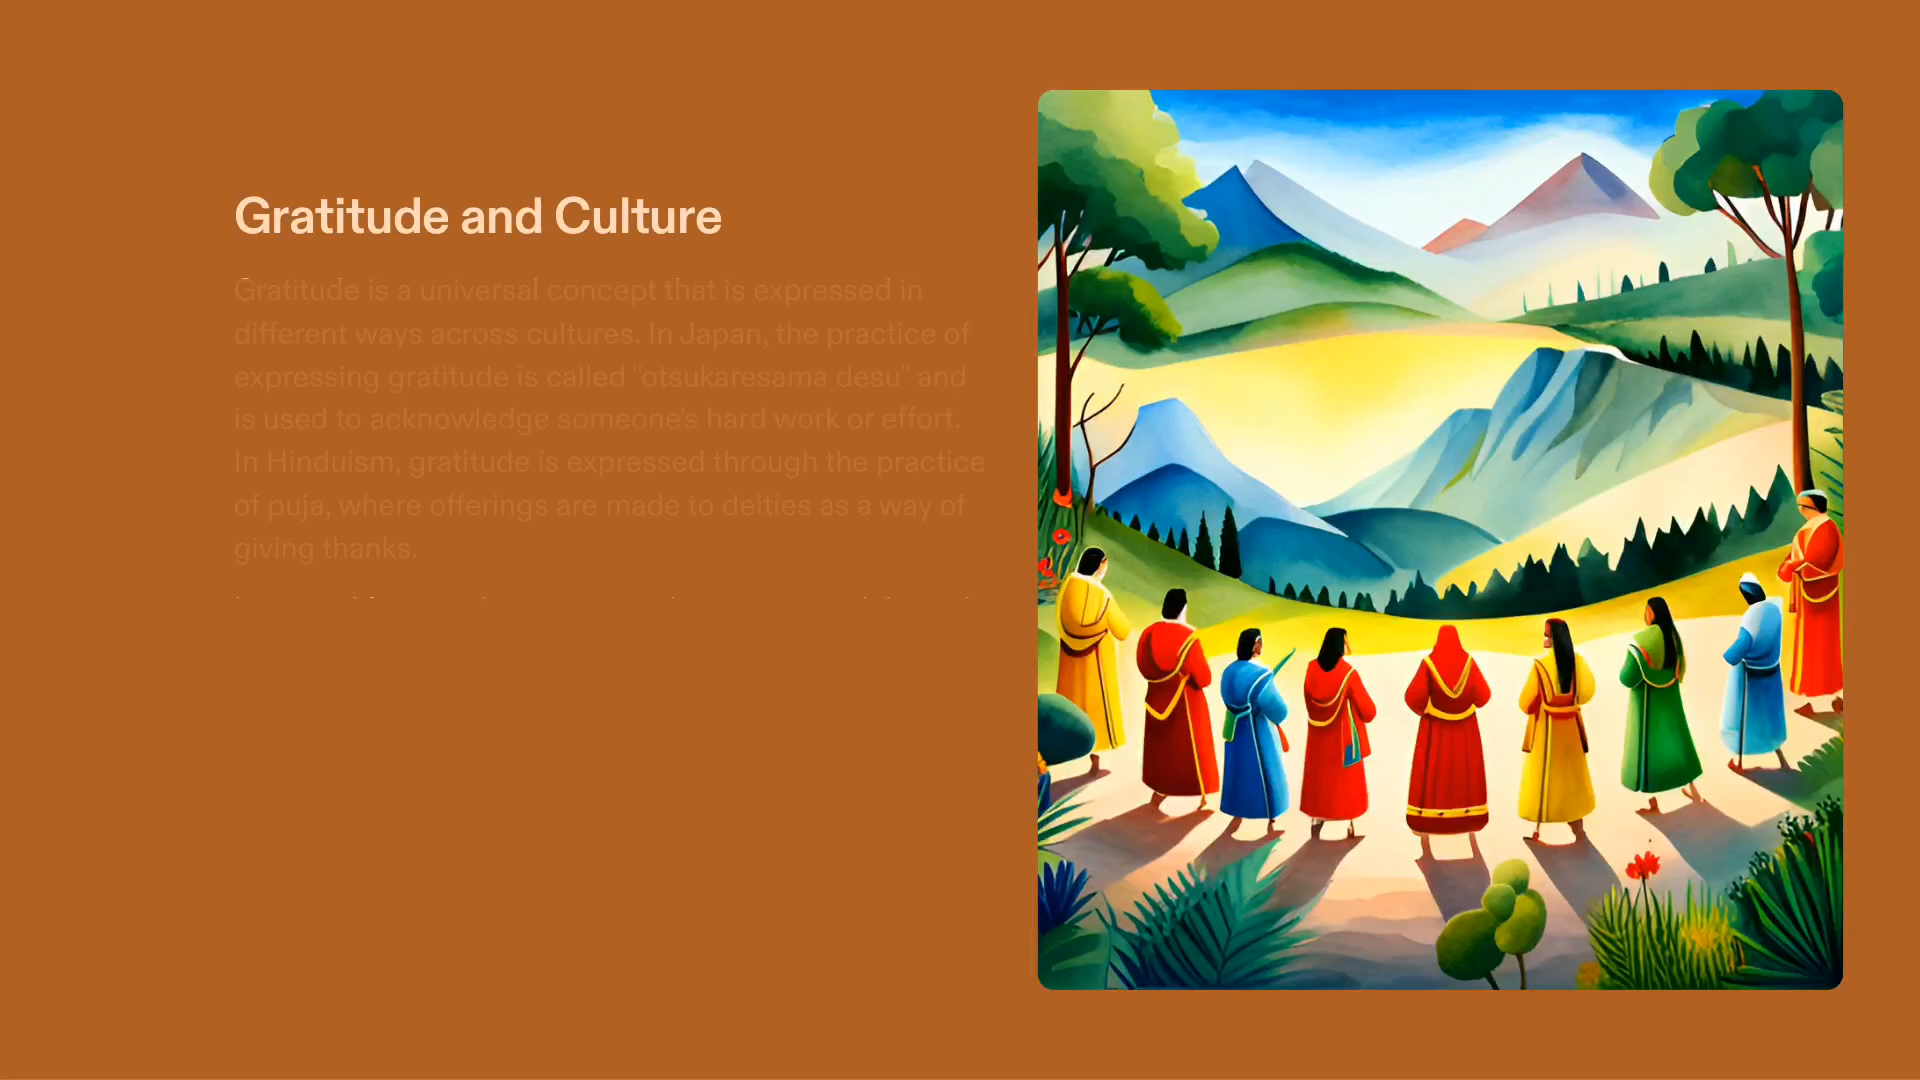 Gratitude and Culture
Gratitude is a universal concept that is expressed in
different ways across cultures. In Japan, the practice of
expressing gratitude is called "otsukaresama desu" and
is used to acknowledge someone's hard work or effort.
In Hinduism, gratitude is expressed through the practice
of puja, where offerings are made to deities as a way of
giving thanks.